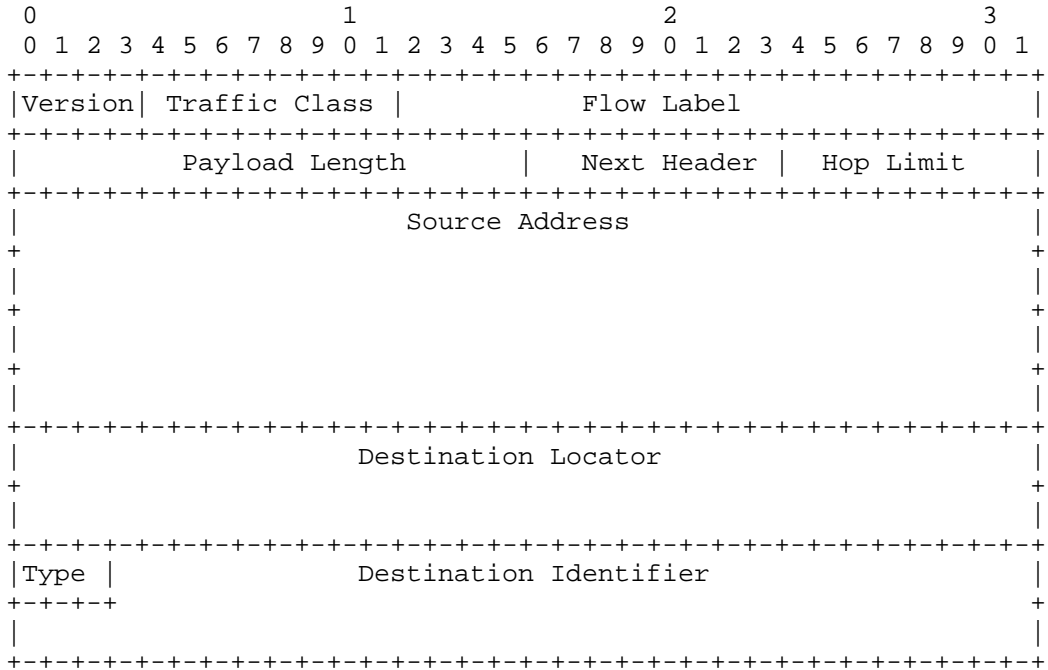 0                   1                   2                   3
 0 1 2 3 4 5 6 7 8 9 0 1 2 3 4 5 6 7 8 9 0 1 2 3 4 5 6 7 8 9 0 1
+-+-+-+-+-+-+-+-+-+-+-+-+-+-+-+-+-+-+-+-+-+-+-+-+-+-+-+-+-+-+-+-+
|Version| Traffic Class |           Flow Label                  |
+-+-+-+-+-+-+-+-+-+-+-+-+-+-+-+-+-+-+-+-+-+-+-+-+-+-+-+-+-+-+-+-+
|          Payload Length       |   Next Header |  Hop Limit    |
+-+-+-+-+-+-+-+-+-+-+-+-+-+-+-+-+-+-+-+-+-+-+-+-+-+-+-+-+-+-+-+-+
|                        Source Address                         |
+                                                               +
|                                                               |
+                                                               +
|                                                               |
+                                                               +
|                                                               |
+-+-+-+-+-+-+-+-+-+-+-+-+-+-+-+-+-+-+-+-+-+-+-+-+-+-+-+-+-+-+-+-+
|                     Destination Locator                       |
+                                                               +
|                                                               |
+-+-+-+-+-+-+-+-+-+-+-+-+-+-+-+-+-+-+-+-+-+-+-+-+-+-+-+-+-+-+-+-+
|Type |               Destination Identifier                    |
+-+-+-+                                                         +
|                                                               |
+-+-+-+-+-+-+-+-+-+-+-+-+-+-+-+-+-+-+-+-+-+-+-+-+-+-+-+-+-+-+-+-+